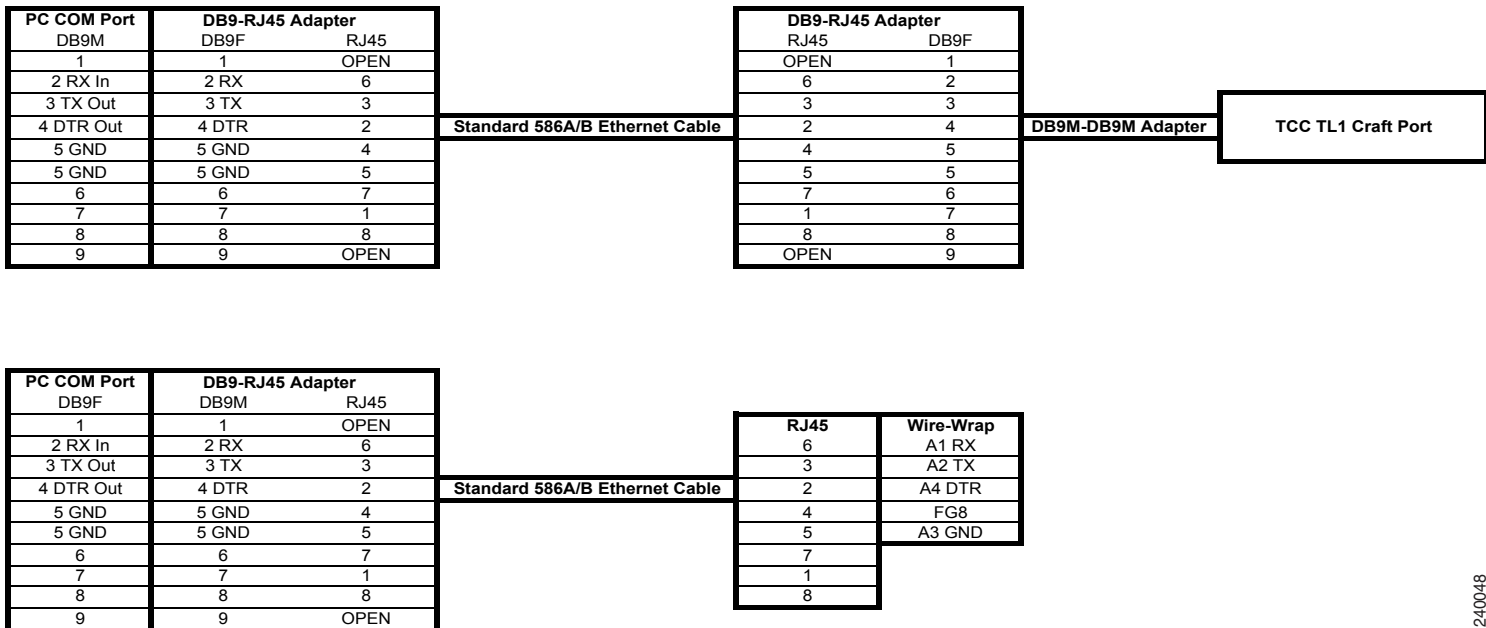 PC COM Port DB9-RJ45 Adapter DB9-RJ45 Adapter
DB9M DB9F RJ45 RJ45 DB9F
1 1 OPEN OPEN 1
2 RX In 2 RX 6 6 2
3 TX Out 3 TX 3 3 3
4 DTR Out 4 DTR 2 Standard 586A/B Ethernet Cable 2 4 DB9M-DB9M Adapter TCC TL1 Craft Port
5 GND 5 GND 4 4 5
5 GND 5 GND 5 5 5
6 6 7 7 6
7 7 1 1 7
8 8 8 8 8
9 9 OPEN OPEN 9
PC COM Port DB9-RJ45 Adapter
DB9F DB9M RJ45
1 1 OPEN RJ45 Wire-Wrap
2 RX In 2 RX 6 6 A1 RX
3 TX Out 3 TX 3 3 A2 TX
4 DTR Out 4 DTR 2 Standard 586A/B Ethernet Cable 2 A4 DTR
5 GND 5 GND 4 4 FG8
5 GND 5 GND 5 5 A3 GND
6 6 7 7
7 7 1 1
8 8 8 8
9 9 OPEN
240048